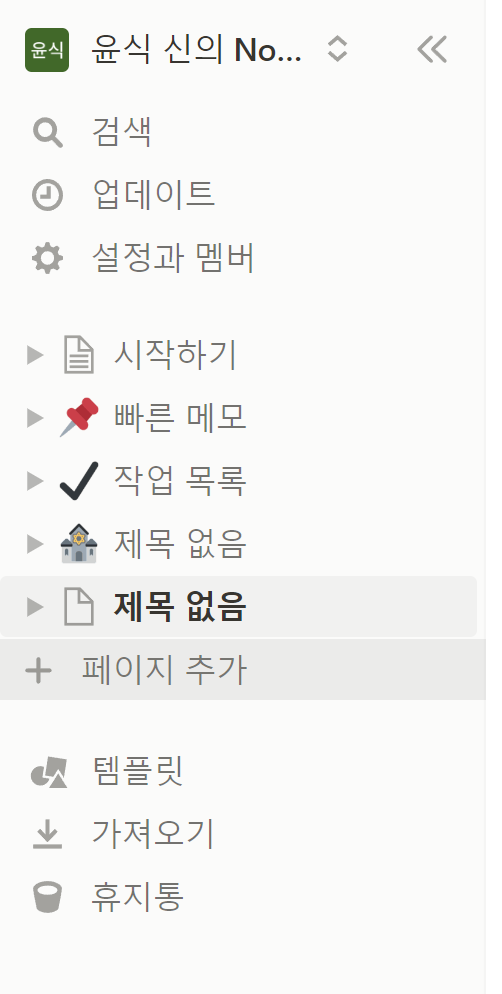 윤식 윤식 신의 No...
검색
업데이트
설정과 멤버
시작하기
빠른 메모
작업 목록
제목 없음
제목 없음
페이지 추가
템플릿
가져오기
휴지통